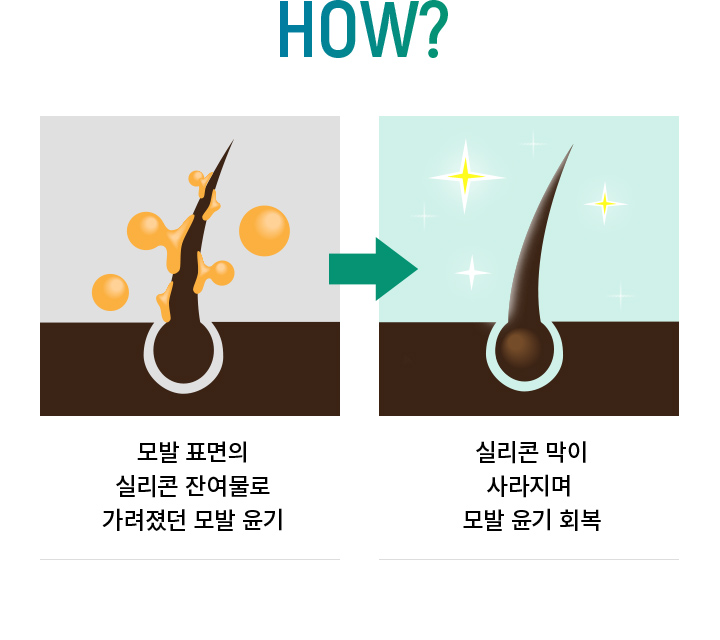 HOW?
모발 표면의
실리콘 잔여물로
가려졌던 모발 윤기
실리콘 막이
사라지며
모발 윤기 회복